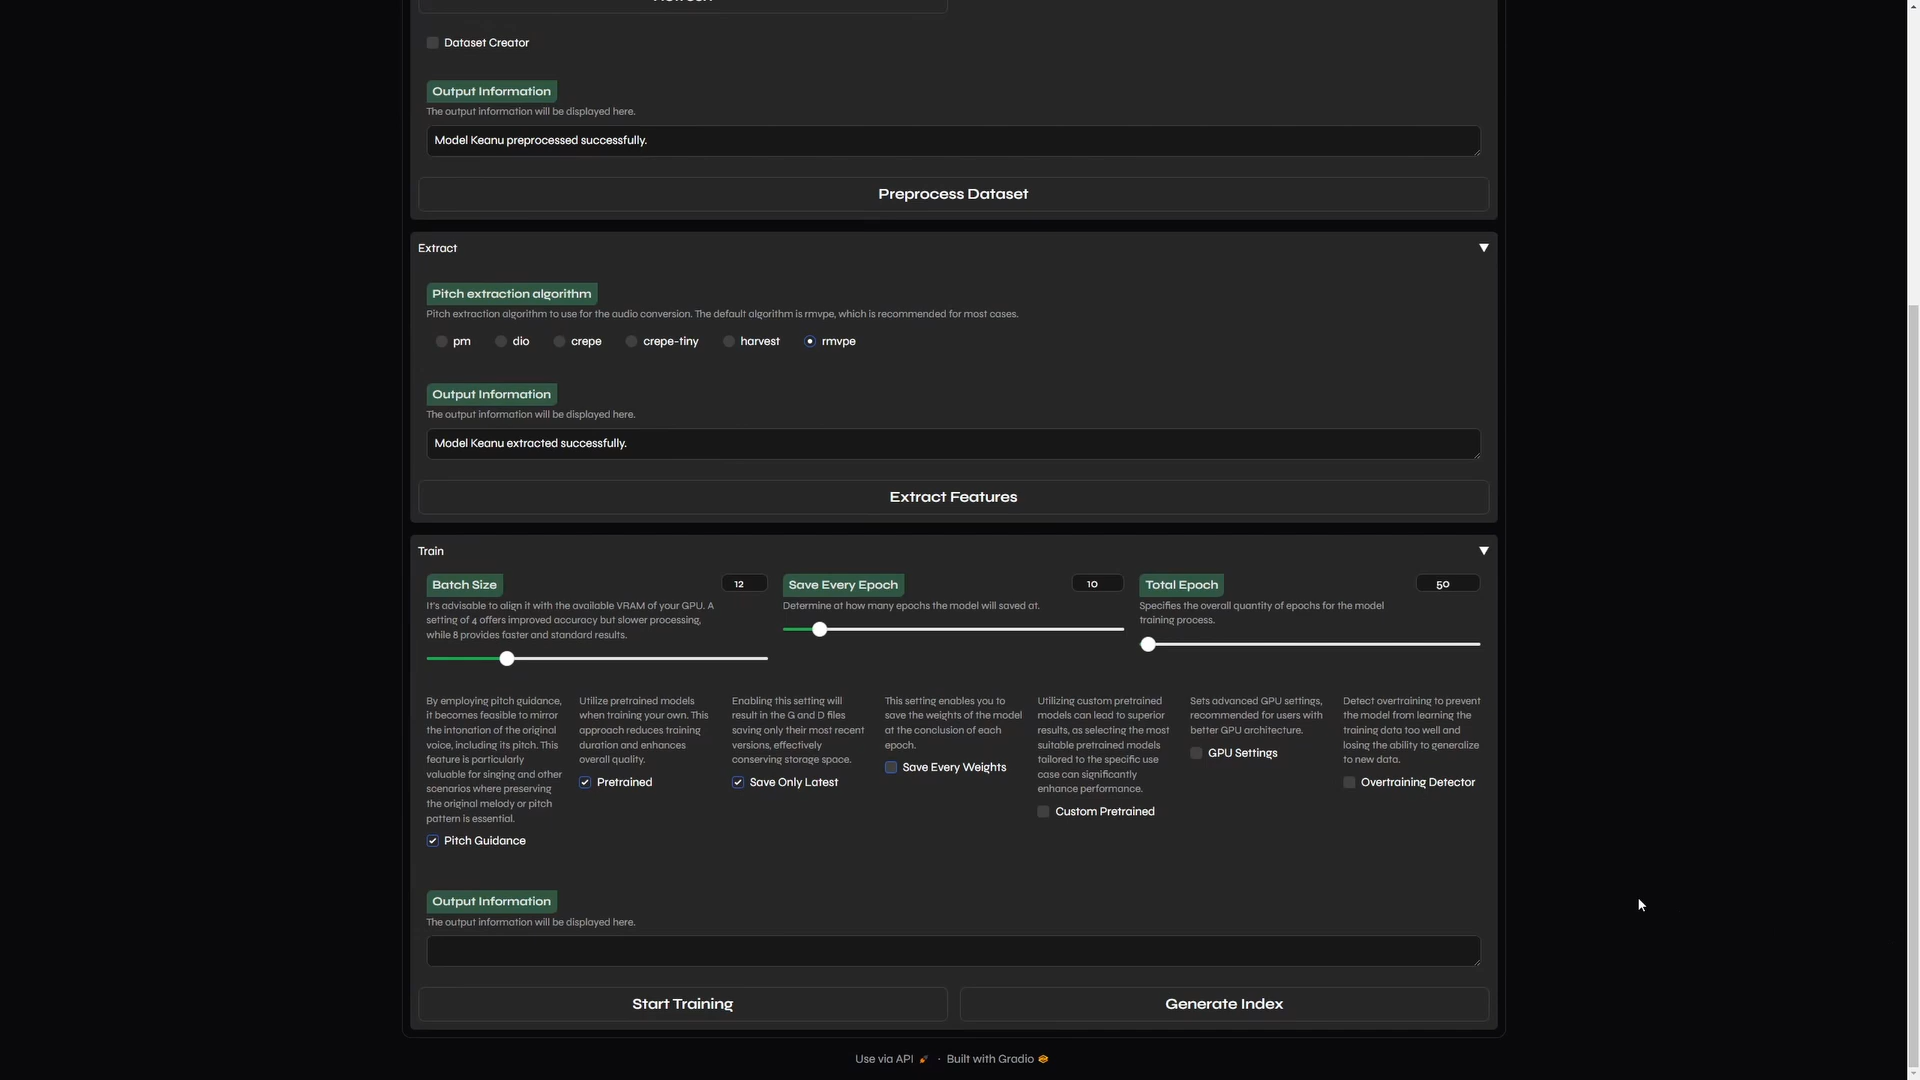 Dataset Creator
Output Information
The output information will be displayed here.
Model Keanu preprocessed successfully.
Preprocess Dataset
Extract
Pitch extraction algorithm
Pitch extraction algorithm to use for the audio conversion. The default algorithm is rmvpe, which is recommended for most cases.
pm dio crepe crepe-tiny harvest rmvpe
Output Information
The output information will be displayed here.
Model Keanu extracted successfully.
Extract Features
Train
Batch Size
12
It's advisable to align it with the available VRAM of your GPU. A
setting of 4 offers improved accuracy but slower processing,
while 8 provides faster and standard results.
Save Every Epoch
10
Determine at how many epochs the model will saved at.
Total Epoch
50
Specifies the overall quantity of epochs for the model
training process.
By employing pitch guidance,
it becomes feasible to mirror
the intonation of the original
voice, including its pitch. This
feature is particularly
valuable for singing and other
scenarios where preserving
the original melody or pitch
pattern is essential.
Pitch Guidance
Utilize pretrained models
when training your own. This
approach reduces training
duration and enhances
overall quality.
Pretrained
Enabling this setting will
result in the G and D files
saving only their most recent
versions, effectively
conserving storage space.
Save Only Latest
This setting enables you to
save the weights of the model
at the conclusion of each
epoch.
Save Every Weights
Utilizing custom pretrained
models can lead to superior
results, as selecting the most
suitable pretrained models
tailored to the specific use
case can significantly
enhance performance.
Custom Pretrained
Sets advanced GPU settings,
recommended for users with
better GPU architecture.
GPU Settings
Detect overtraining to prevent
the model from learning the
training data too well and
losing the ability to generalize
to new data.
Overtraining Detector
Output Information
The output information will be displayed here.
Start Training
Generate Index
Use via API · Built with Gradio